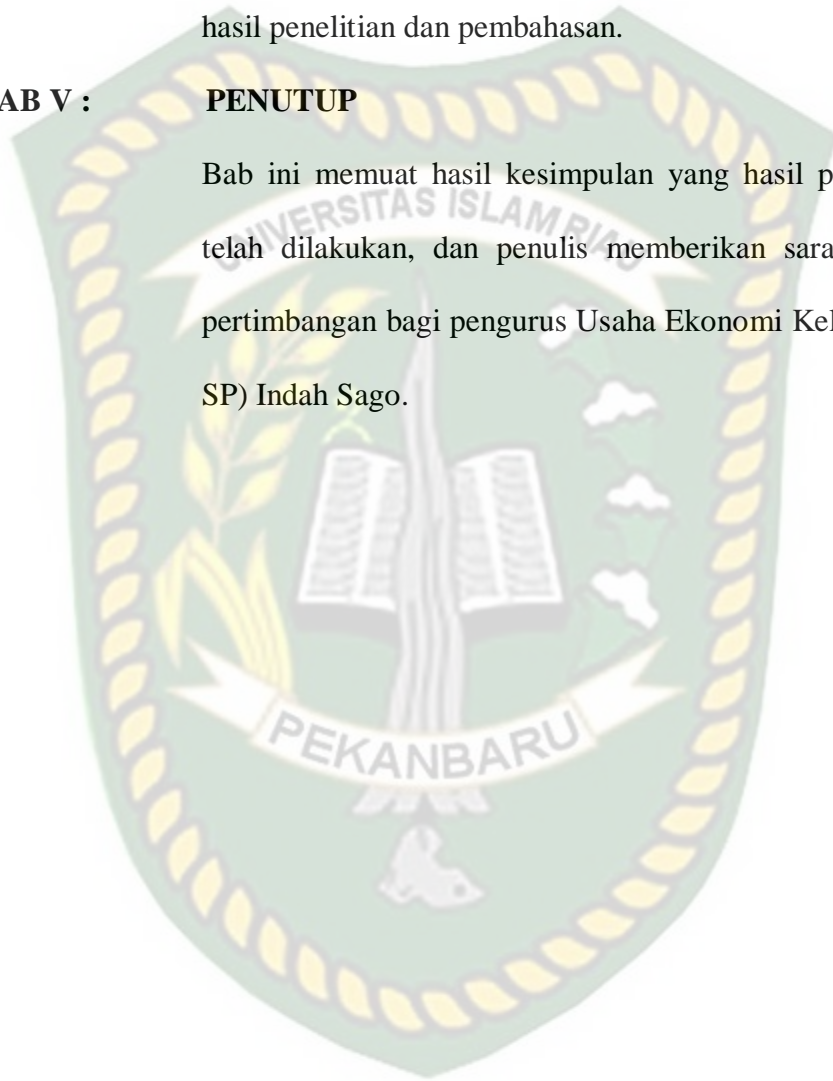 hasil penelitian dan pembahasan.
AB V : PENUTUP
Bab ini memuat hasil kesimpulan yang hasil p
telah dilakukan, dan penulis memberikan sara
pertimbangan bagi pengurus Usaha Ekonomi Kel
SP) Indah Sago.
UNIVERSITAS ISLAM RIAU
PEKANBARU